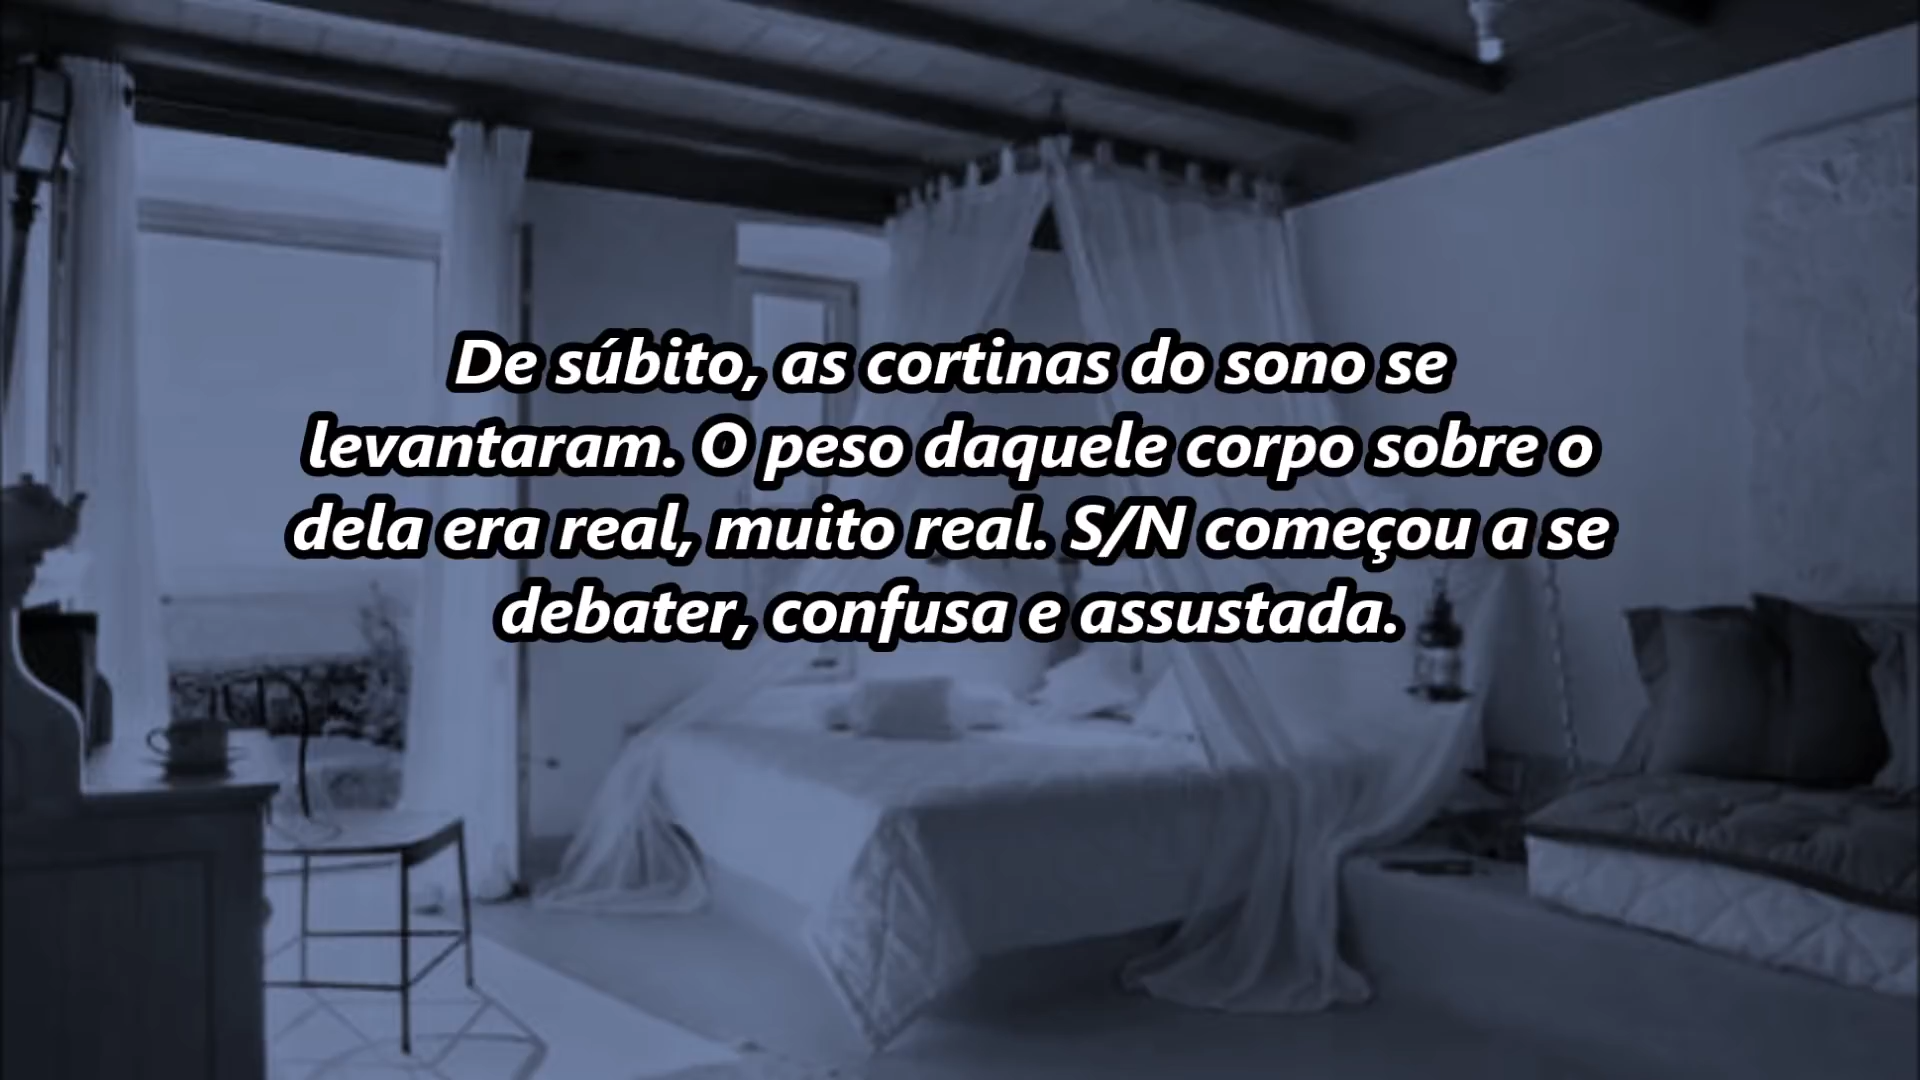 De súbito, as cortinas do sono se
levantaram. O peso daquele corpo sobre o
dela era real, muito real. S/N começou a se
debater, confusa e assustada.